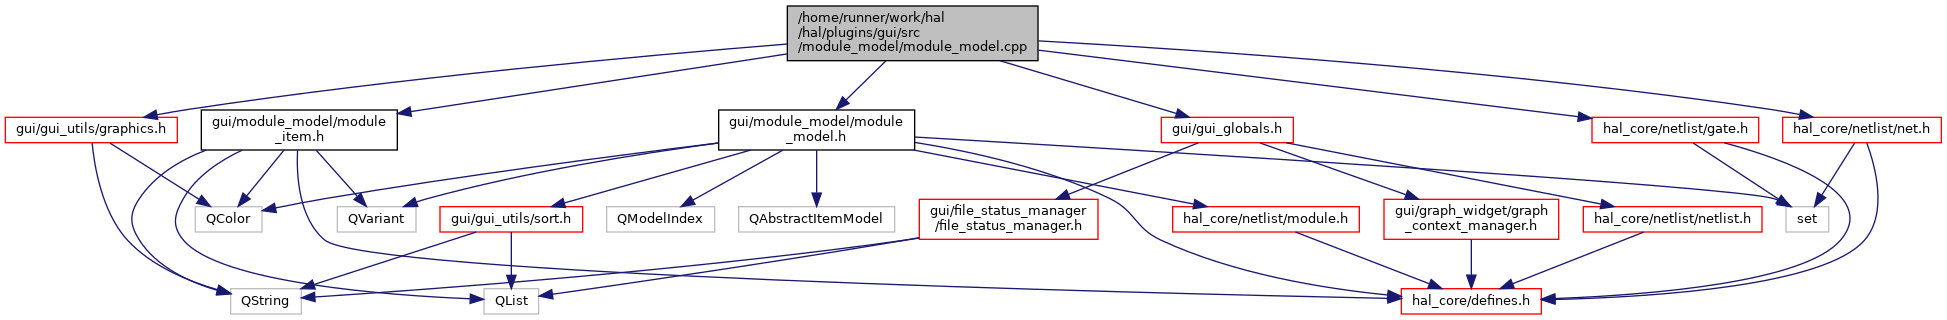 /home/runner/work/hal
/hal/plugins/gui/src
/module_model/module_model.cpp
gui/gui_utils/graphics.h
gui/module_model/module
_item.h
gui/module_model/module
_model.h
gui/gui_globals.h
hal_core/netlist/gate.h
hal_core/netlist/net.h
QColor
QVariant
gui/gui_utils/sort.h
QModelIndex
QAbstractItemModel
gui/file_status_manager
/file_status_manager.h
hal_core/netlist/module.h
gui/graph_widget/graph
_context_manager.h
hal_core/netlist/netlist.h
set
QString
QList
hal_core/defines.h